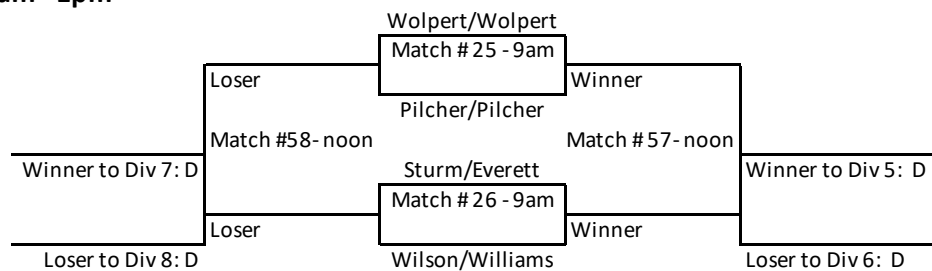 Wolpert/Wolpert
Match #25 - 9am
Loser
Winner
Pilcher/Pilcher
Match #58- noon
Match #57- noon
Winner to Div 7: D
Sturm/Everett
Winner to Div 5: D
Match #26 - 9am
Loser
Winner
Loser to Div 8: D
Wilson/Williams
Loser to Div 6: D